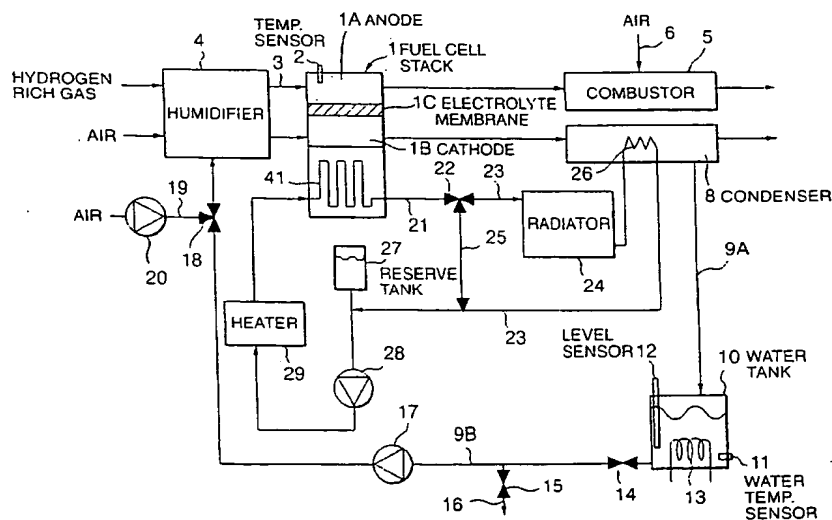 TEMP.
SENSOR
1A ANODE
AIR
4
3
2
1 FUEL CELL
STACK
6
5
HYDROGEN
RICH GAS
HUMIDIFIER
COMBUSTOR
1C ELECTROLYTE
MEMBRANE
AIR
1B CATHODE
26
8 CONDENSER
41
22
23
19
21
AIR
18
20
25
RADIATOR
24
9A
27
RESERVE
TANK
23
HEATER
29
28
LEVEL
SENSOR 12
10 WATER
TANK
17
9B
15
16
14
13
11
WATER
TEMP.
SENSOR